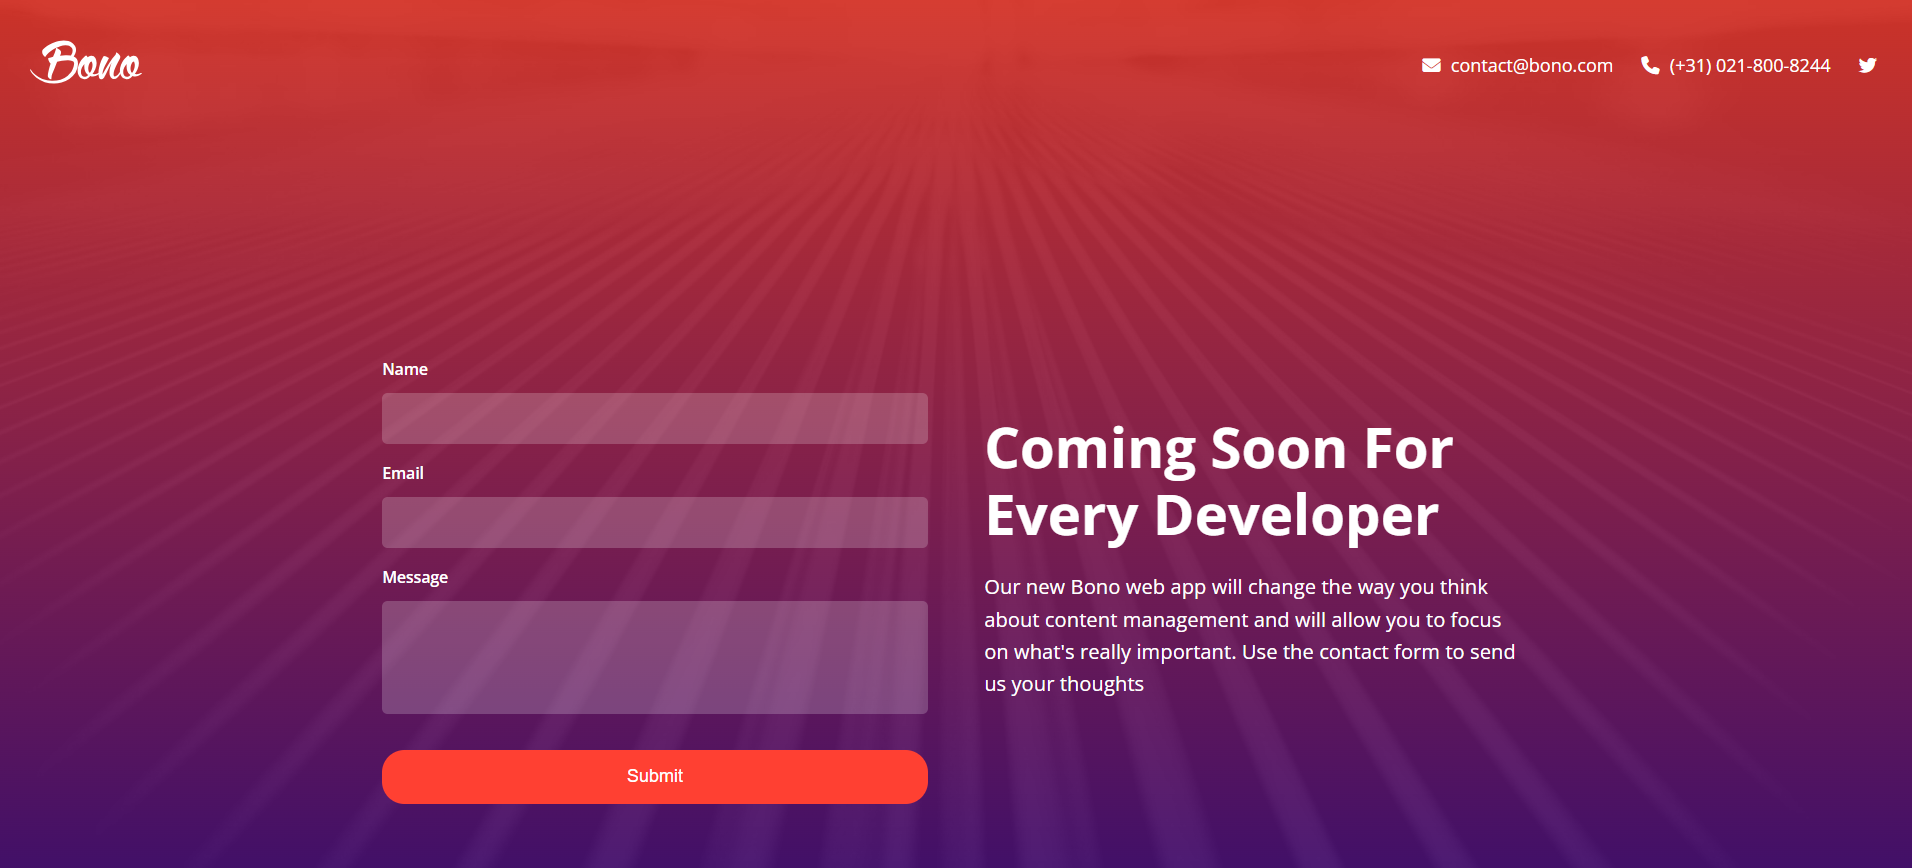 Bono
contact@bono.com
(+31) 021-800-8244
Name
Email
Message
Submit
Coming Soon For
Every Developer
Our new Bono web app will change the way you think
about content management and will allow you to focus
on what's really important. Use the contact form to send
us your thoughts